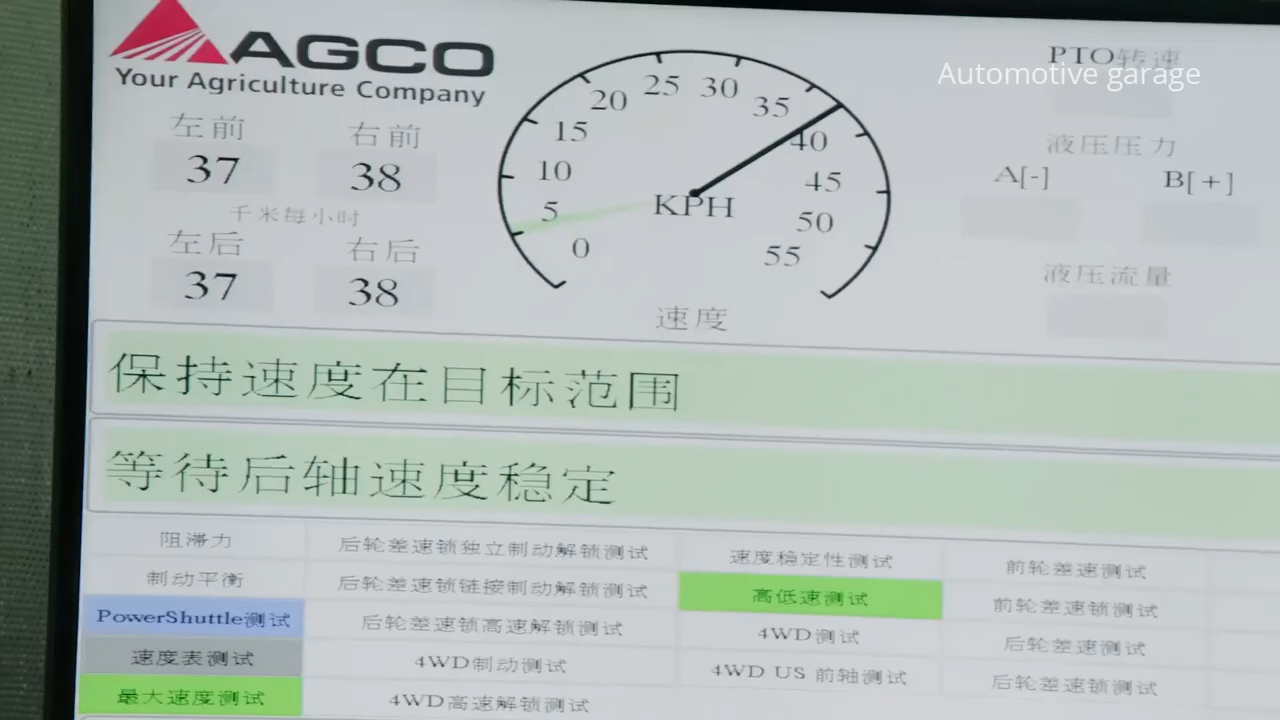 AGCO
Your Agriculture Company
Automotive garage
PTO转速
左前 右前
37 38
千米每小时
左后 右后
37 38
0 5 10 15 20 25 30 35 40 45 50 55
KPH
速度
液压压力
A[-] B[+]
液压流量
保持速度在目标范围
等待后轴速度稳定
阻滞力 后轮差速锁独立制动解锁测试 速度稳定性测试 前轮差速测试
制动平衡 后轮差速锁链接制动解锁测试 高低速测试 前轮差速锁测试
PowerShuttle测试 后轮差速锁高速解锁测试 4WD测试 后轮差速测试
速度表测试 4WD制动测试 4WD US 前轴测试 后轮差速锁测试
最大速度测试 4WD高速解锁测试